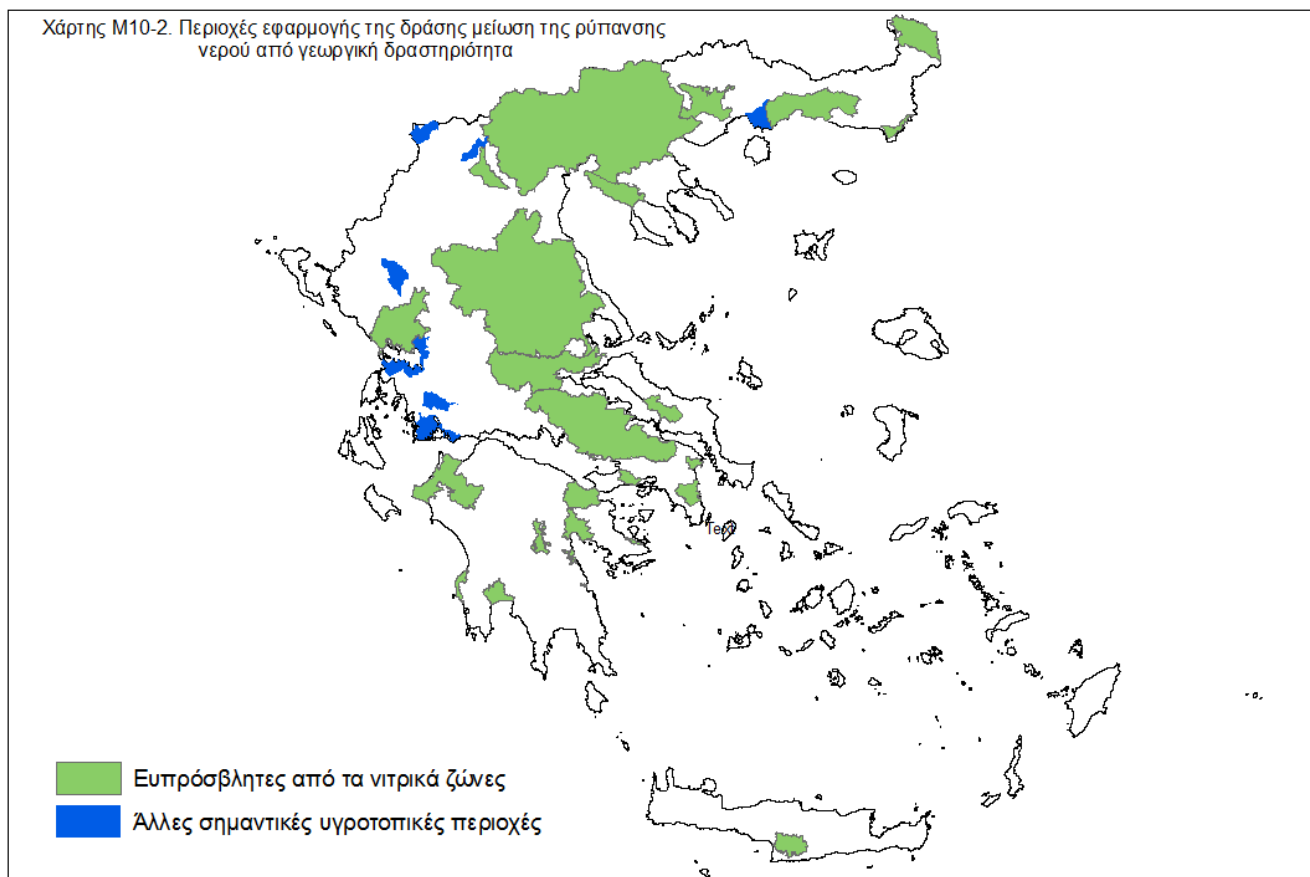 Χάρτης Μ10-2. Περιοχές εφαρμογής της δράσης μείωση της ρύπανσης
νερού από γεωργική δραστηριότητα
Text
Ευπρόσβλητες από τα νιτρικά ζώνες
Άλλες σημαντικές υγροτοπικές περιοχές